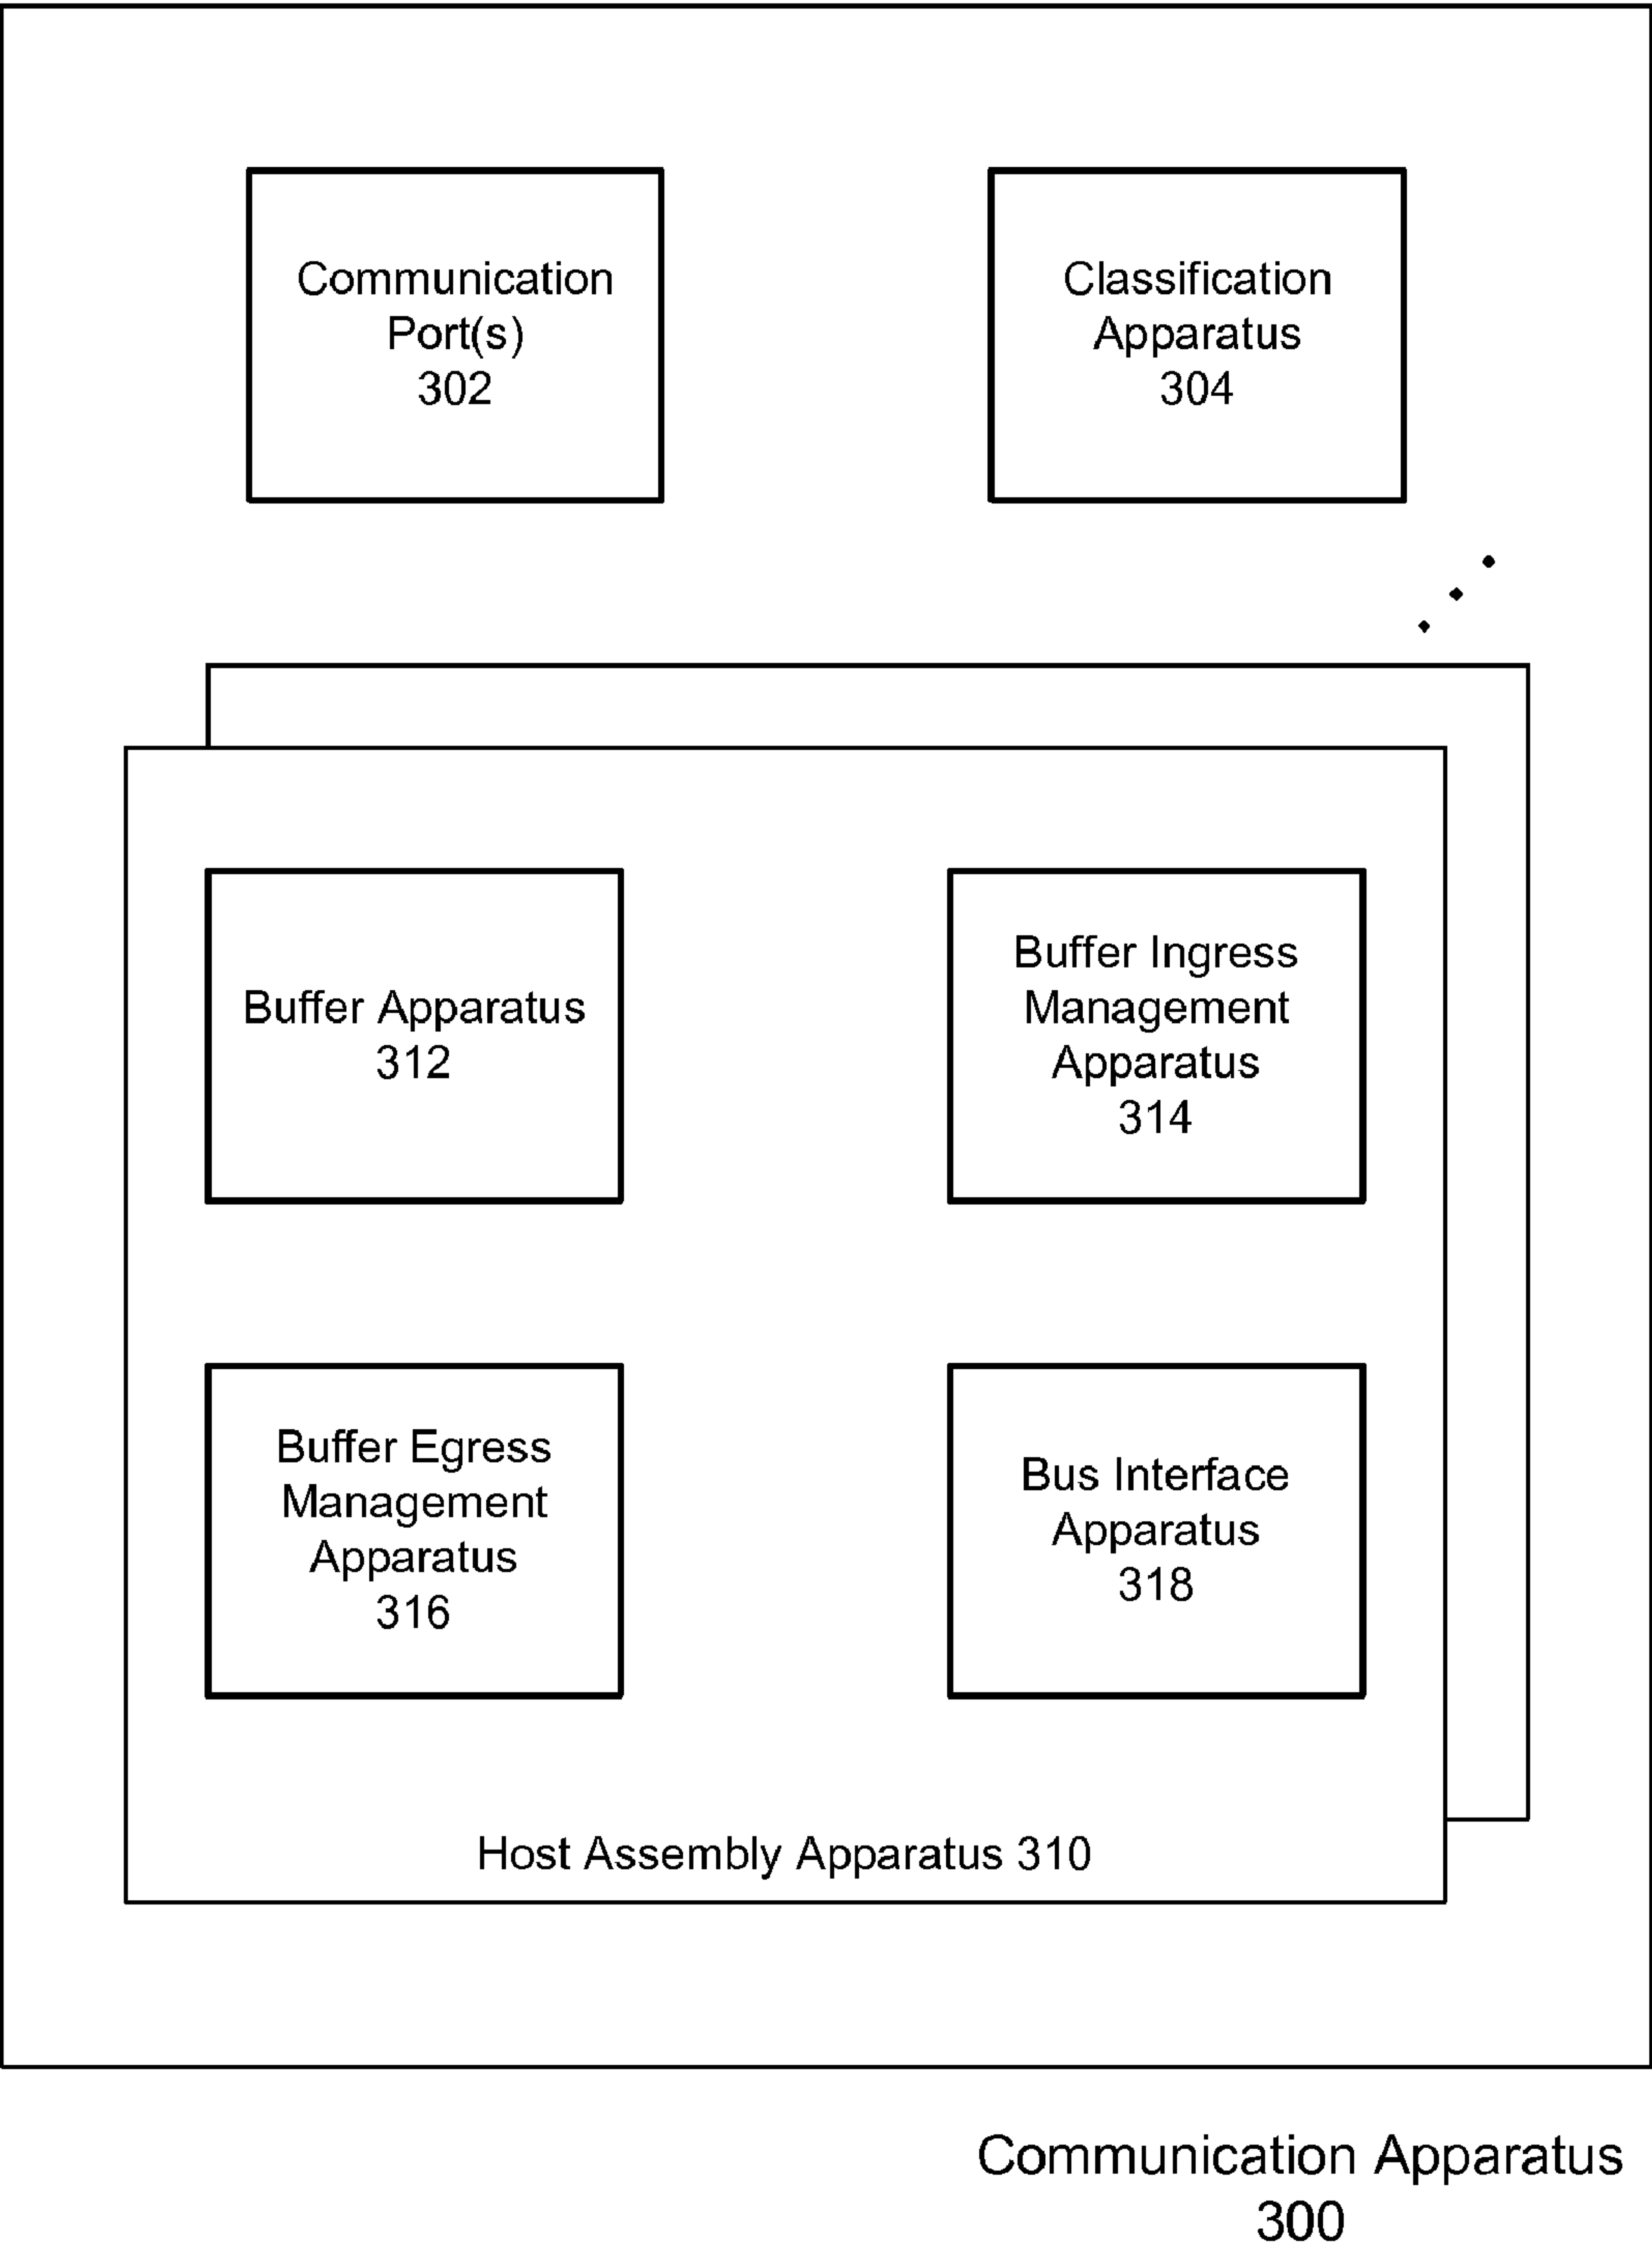 Communication
Port(s)
302
Classification
Apparatus
304
Buffer Apparatus
312
Buffer Ingress
Management
Apparatus
314
Buffer Egress
Management
Apparatus
316
Bus Interface
Apparatus
318
Host Assembly Apparatus 310
Communication Apparatus
300